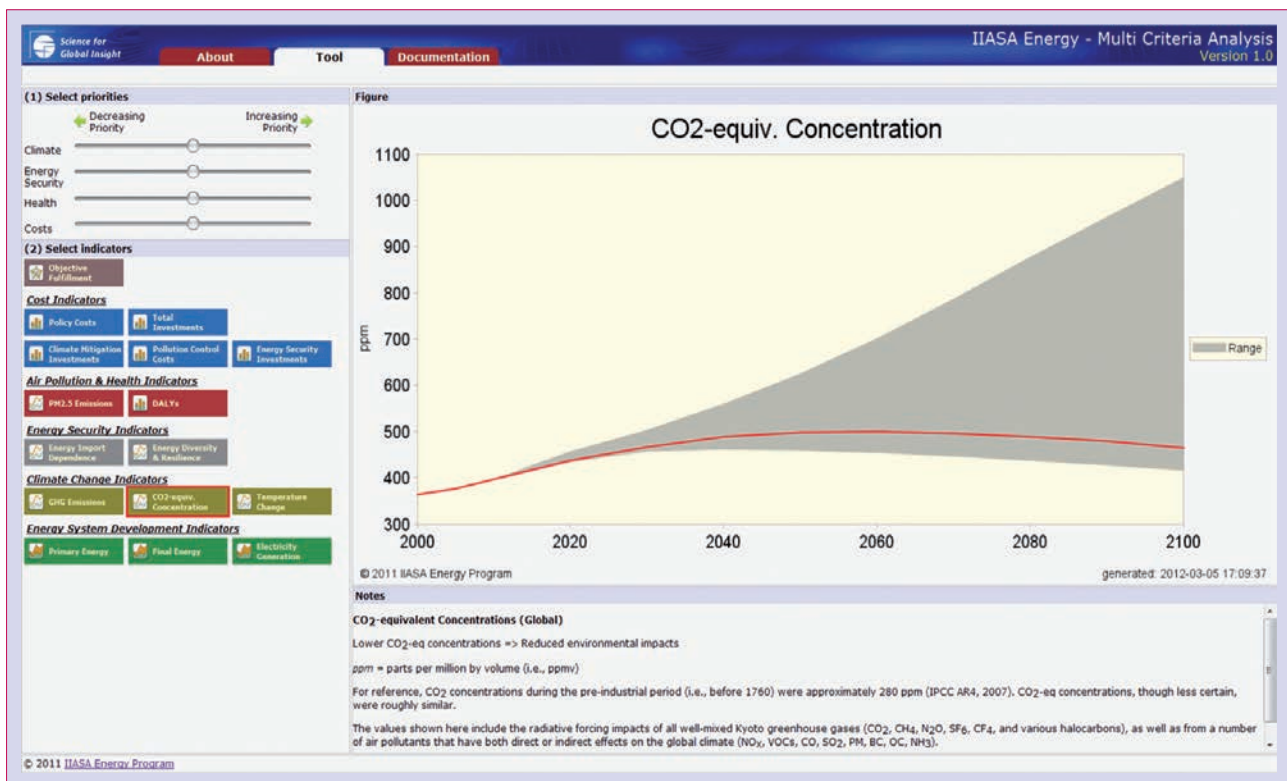 Science for
Global Insight
About
Tool
Documentation
IIASA Energy - Multi Criteria Analysis
Version 1.0
(1) Select priorities
Decreasing Priority
Increasing Priority
Climate
Energy Security
Health
Costs
(2) Select indicators
Objective Fulfillment
Cost Indicators
Policy Costs
Total Investments
Climate Mitigation Investments
Pollution Control Costs
Energy Security Investments
Air Pollution & Health Indicators
PM2.5 Emissions
DALYs
Energy Security Indicators
Energy Import Dependence
Energy Diversity & Resilience
Climate Change Indicators
GHG Emissions
CO2-equiv. Concentration
Temperature Change
Energy System Development Indicators
Primary Energy
Final Energy
Electricity Generation
Figure
CO2-equiv. Concentration
1100
1000
900
800
700
600
500
400
300
ppm
2000
2020
2040
2060
2080
2100
Range
© 2011 IIASA Energy Program
generated: 2012-03-05 17:09:37
Notes
CO2-equivalent Concentrations (Global)
Lower CO2-eq concentrations => Reduced environmental impacts
ppm = parts per million by volume (i.e., ppmv)
For reference, CO2 concentrations during the pre-industrial period (i.e., before 1760) were approximately 280 ppm (IPCC AR4, 2007). CO2-eq concentrations, though less certain,
were roughly similar.
The values shown here include the radiative forcing impacts of all well-mixed Kyoto greenhouse gases (CO2, CH4, N2O, SF6, CF4, and various halocarbons), as well as from a number
of air pollutants that have both direct or indirect effects on the global climate (NOx, VOCs, CO, SO2, PM, BC, OC, NH3).
© 2011 IIASA Energy Program